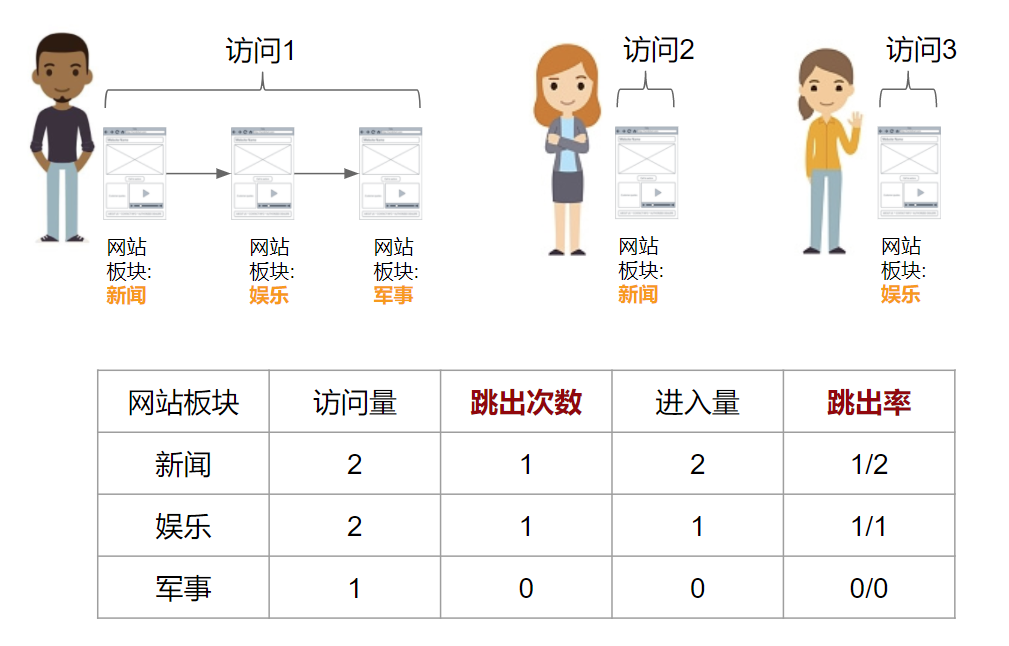 访问1
访问2
访问3
网站
板块:
新闻
网站
板块:
娱乐
网站
板块:
军事
网站
板块:
新闻
网站
板块:
娱乐
网站板块 访问量 跳出次数 进入量 跳出率
新闻 2 1 2 1/2
娱乐 2 1 1 1/1
军事 1 0 0 0/0